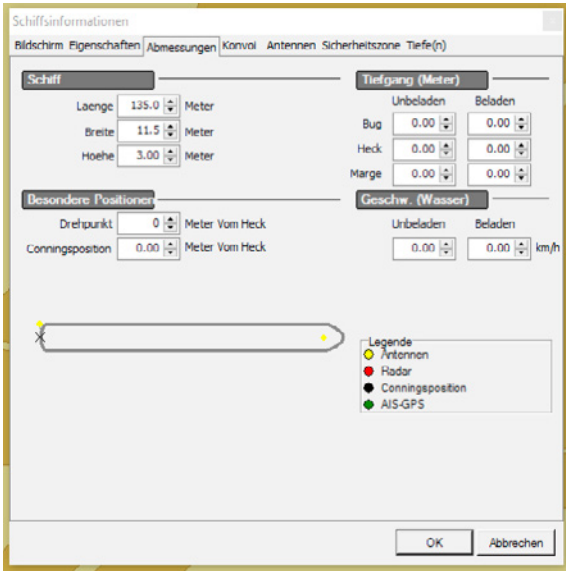 Schiffsinformationen
Bildschirm Eigenschaften Abmessungen Konvoi Antennen Sicherheitszone Tiefe(n)
Schiff
Laenge 135.0 Meter
Breite 11.5 Meter
Hoehe 3.00 Meter
Tiefgang (Meter)
Unbeladen Beladen
Bug 0.00 0.00
Heck 0.00 0.00
Marge 0.00 0.00
Besondere Positionen
Drehpunkt 0 Meter Vom Heck
Conningsposition 0.00 Meter Vom Heck
Geschw. (Wasser)
Unbeladen Beladen
0.00 0.00 km/h
Legende
Antennen
Radar
Conningsposition
AIS-GPS
OK Abbrechen